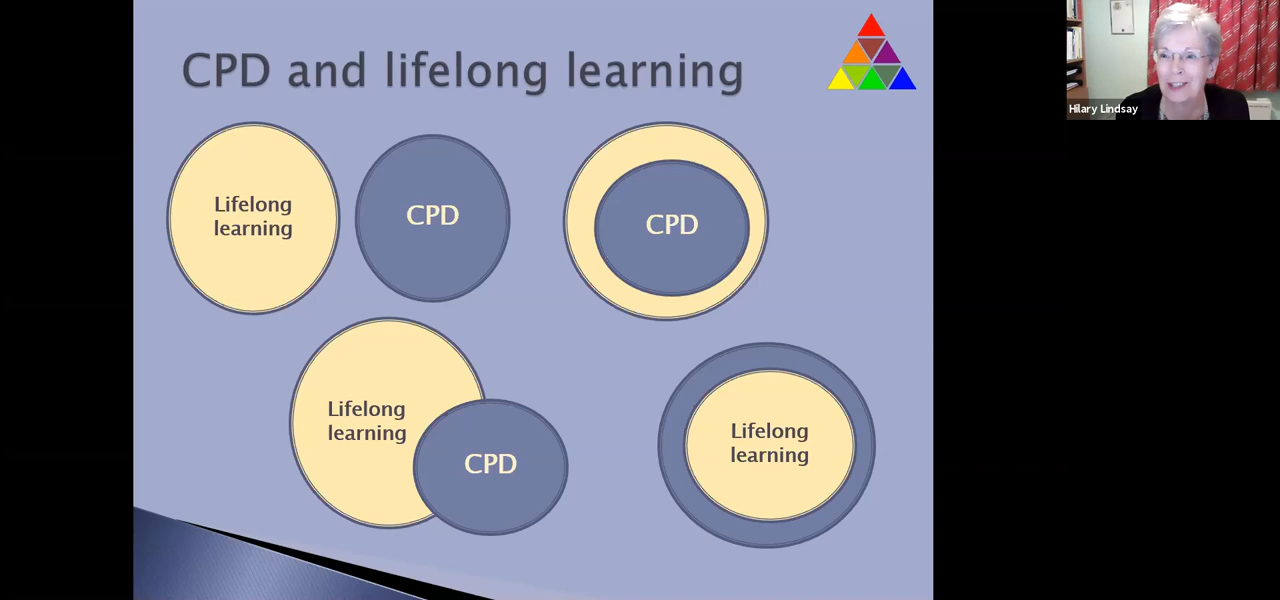 CPD and lifelong learning
Hilary Lindsay
Lifelong
learning
CPD
CPD
Lifelong
learning
CPD
Lifelong
learning